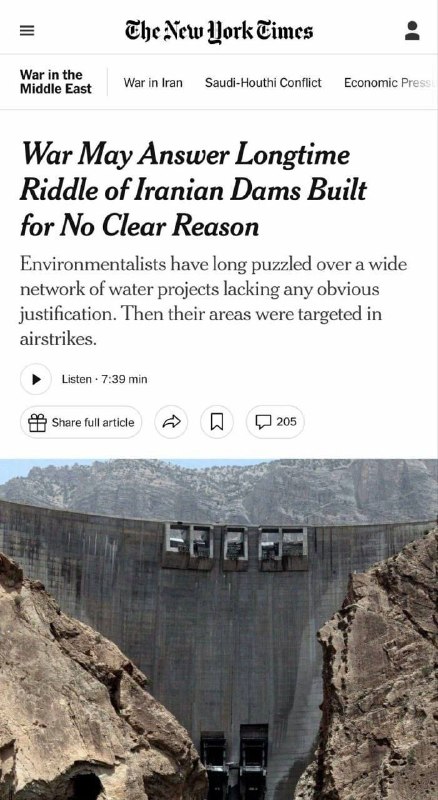 The New York Times
War in the
Middle East
War in Iran
Saudi-Houthi Conflict
Economic Press
War May Answer Longtime
Riddle of Iranian Dams Built
for No Clear Reason
Environmentalists have long puzzled over a wide
network of water projects lacking any obvious
justification. Then their areas were targeted in
airstrikes.
Listen · 7:39 min
Share full article
205